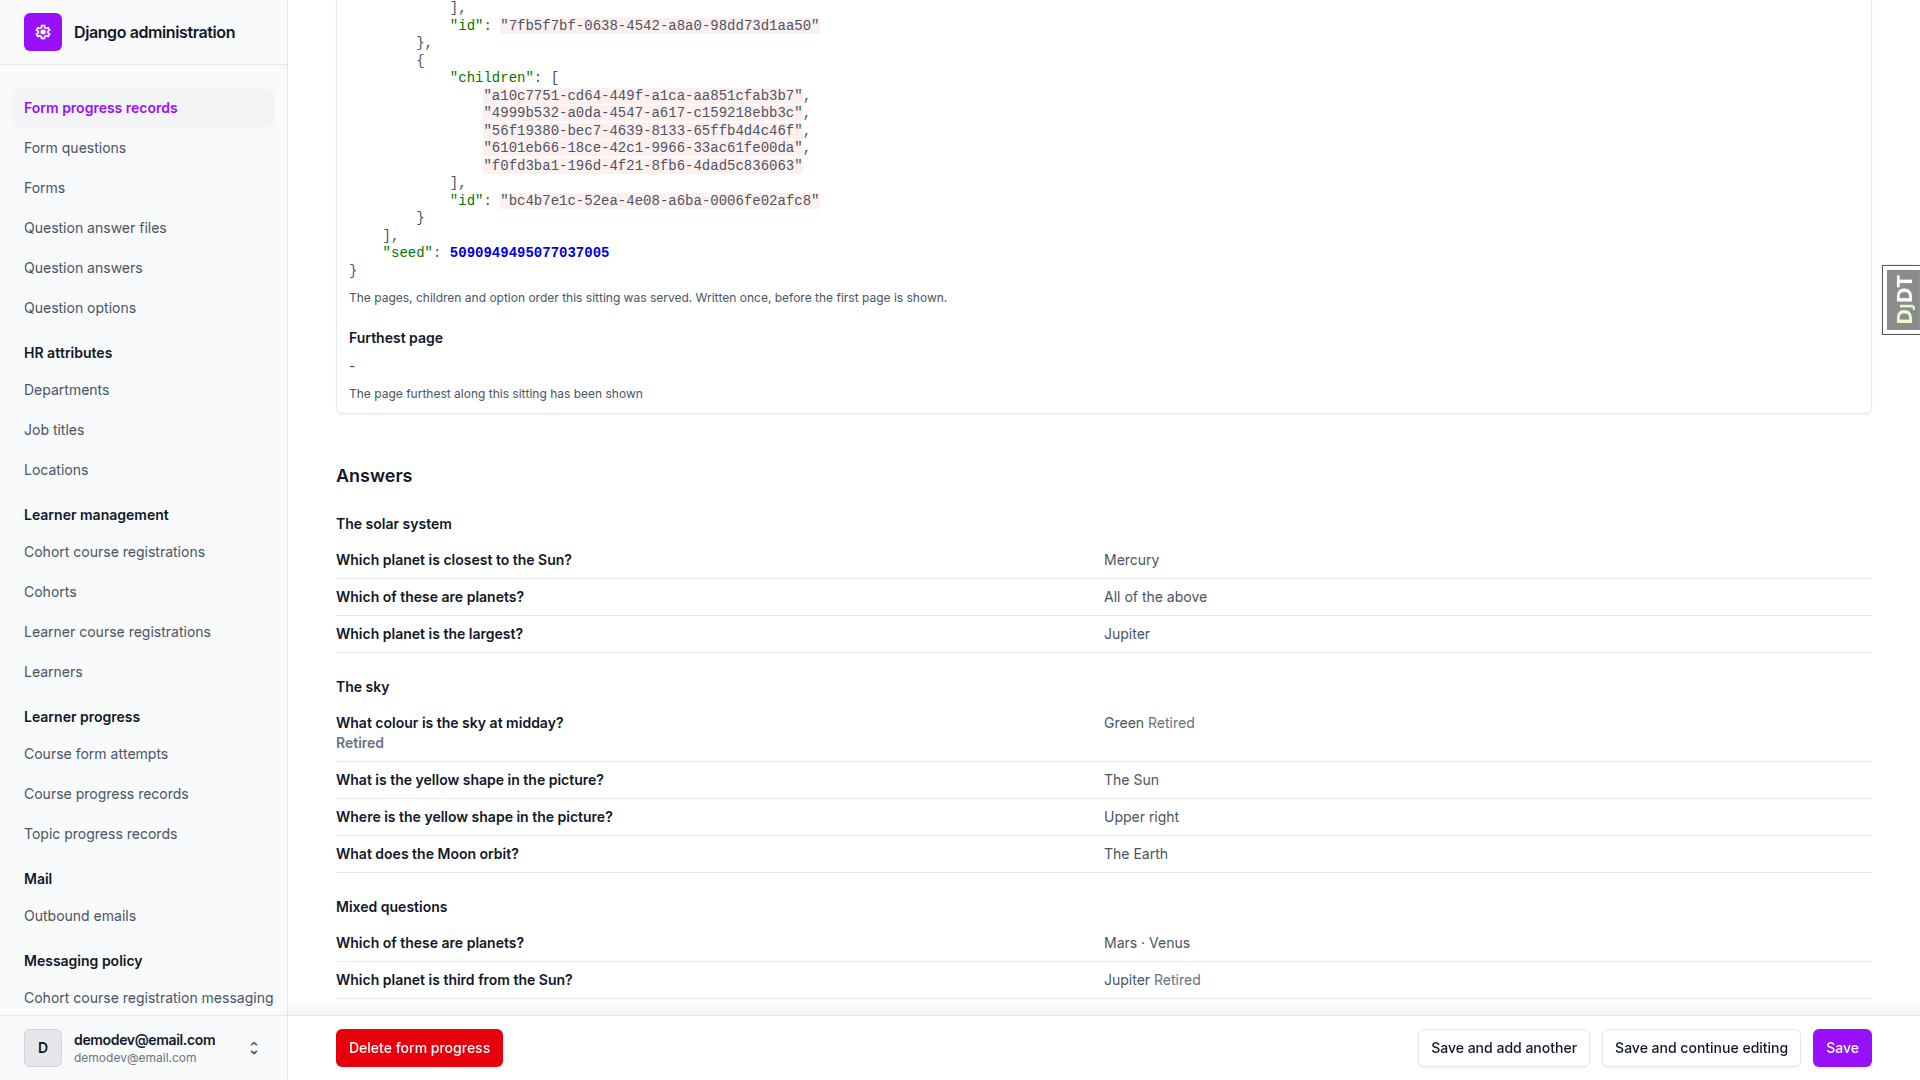 Django administration
Form progress records
Form questions
Forms
Question answer files
Question answers
Question options
HR attributes
Departments
Job titles
Locations
Learner management
Cohort course registrations
Cohorts
Learner course registrations
Learners
Learner progress
Course form attempts
Course progress records
Topic progress records
Mail
Outbound emails
Messaging policy
Cohort course registration messaging
D
demodev@email.com
demodev@email.com
],
"id": "7fb5f7bf-0638-4542-a8a0-98dd73d1aa50"
},
{
"children": [
"a10c7751-cd64-449f-a1ca-aa851cfab3b7",
"4999b532-a0da-4547-a617-c159218ebb3c",
"56f19380-bec7-4639-8133-65ffb4d4c46f",
"6101eb66-18ce-42c1-9966-33ac61fe00da",
"f0fd3ba1-196d-4f21-8fb6-4dad5c836063"
],
"id": "bc4b7e1c-52ea-4e08-a6ba-0006fe02afc8"
}
],
"seed": 5090949495077037005
}
The pages, children and option order this sitting was served. Written once, before the first page is shown.
Furthest page
-
The page furthest along this sitting has been shown
Answers
The solar system
Which planet is closest to the Sun? Mercury
Which of these are planets? All of the above
Which planet is the largest? Jupiter
The sky
What colour is the sky at midday? Green Retired
Retired
What is the yellow shape in the picture? The Sun
Where is the yellow shape in the picture? Upper right
What does the Moon orbit? The Earth
Mixed questions
Which of these are planets? Mars · Venus
Which planet is third from the Sun? Jupiter Retired
Delete form progress
Save and add another
Save and continue editing
Save
DjDT